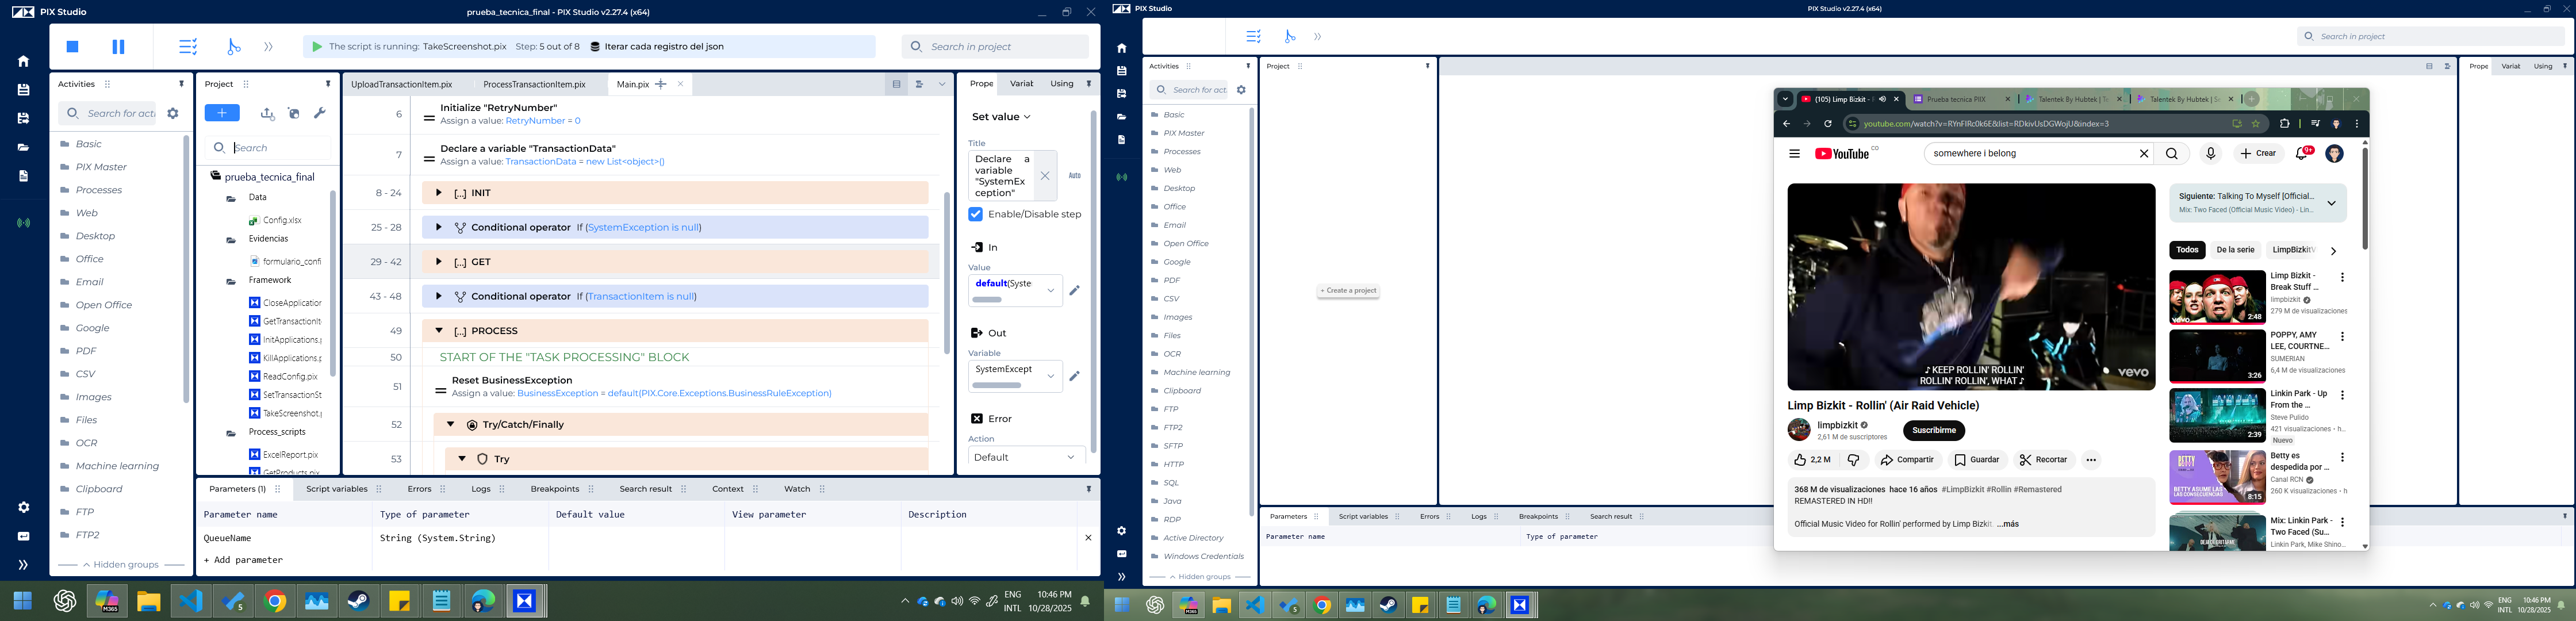 PIX Studio
prueba_tecnica_final - PIX Studio v2.27.4 (x64)
The script is running: TakeScreenshot.pix Step: 5 out of 8 Iterar cada registro del json
Search in project
Activities
Search for acti
Basic
PIX Master
Processes
Web
Desktop
Office
Email
Open Office
Google
PDF
CSV
Images
Files
OCR
Machine learning
Clipboard
FTP
FTP2
Hidden groups
Project
Search
prueba_tecnica_final
Data
Config.xlsx
Evidencias
formulario_confi
Framework
CloseApplication
GetTransactionIt
InitApplications.p
KillApplications.p
ReadConfig.pix
SetTransactionSt
TakeScreenshot.p
Process_scripts
ExcelReport.pix
GetProducts.pix
UploadTransactionItem.pix
ProcessTransactionItem.pix
Main.pix
6
Initialize "RetryNumber"
Assign a value: RetryNumber = 0
7
Declare a variable "TransactionData"
Assign a value: TransactionData = new List<object>()
8 - 24 [...] INIT
25 - 28 Conditional operator If (SystemException is null)
29 - 42 [...] GET
43 - 48 Conditional operator If (TransactionItem is null)
49 [...] PROCESS
50 START OF THE "TASK PROCESSING" BLOCK
51
Reset BusinessException
Assign a value: BusinessException = default(PIX.Core.Exceptions.BusinessRuleException)
52 Try/Catch/Finally
53 Try
Prope Variat Using
Set value
Title
Declare a
variable
"SystemEx
ception"
Auto
Enable/Disable step
In
Value
default(Syste
Out
Variable
SystemExcept
Error
Action
Default
Parameters (1) Script variables Errors Logs Breakpoints Search result Context Watch
Parameter name Type of parameter Default value View parameter Description
QueueName String (System.String)
+ Add parameter
M365
5
ENG
INTL
10:46 PM
10/28/2025
PIX Studio
PIX Studio v2.27.4 (x64)
Search in project
Activities
Search for act
Basic
PIX Master
Processes
Web
Desktop
Office
Email
Open Office
Google
PDF
CSV
Images
Files
OCR
Machine learning
Clipboard
FTP
FTP2
SFTP
HTTP
SQL
Java
RDP
Active Directory
Windows Credentials
Hidden groups
Project
+ Create a project
Prope Variat Using
Parameters Script variables Errors Logs Breakpoints Search result
Parameter name Type of parameter
(105) Limp Bizkit - F
Prueba tecnica PIIX
Talentek By Hubtek | T
Talentek By Hubtek | S
youtube.com/watch?v=RYnFIRc0k6E&list=RDkivUsDGWojU&index=3
YouTube CO
somewhere i belong
Crear
9+
♪ KEEP ROLLIN' ROLLIN'
ROLLIN' ROLLIN', WHAT ♪
vevo
Limp Bizkit - Rollin' (Air Raid Vehicle)
limpbizkit
2,61 M de suscriptores
Suscribirme
2,2 M
Compartir
Guardar
Recortar
368 M de visualizaciones hace 16 años #LimpBizkit #Rollin #Remastered
REMASTERED IN HD!!
Official Music Video for Rollin' performed by Limp Bizkit. ...más
Siguiente: Talking To Myself [Official...
Mix: Two Faced (Official Music Video) - Lin...
Todos
De la serie
LimpBizkitV
Limp Bizkit -
Break Stuff ...
limpbizkit
279 M de visualizaciones
vevo
2:48
POPPY, AMY
LEE, COURTNE...
SUMERIAN
6,4 M de visualizaciones
3:26
Linkin Park - Up
From the ...
Steve Pulido
421 visualizaciones • h...
Nuevo
2:39
Betty es
despedida por ...
Canal RCN
260 K visualizaciones • h
BETTY ASUME LAS
LAS CONSECUENCIAS
8:15
Mix: Linkin Park -
Two Faced (Su...
Linkin Park, Mike Shino...
M365
5
ENG
INTL
10:46 PM
10/28/2025